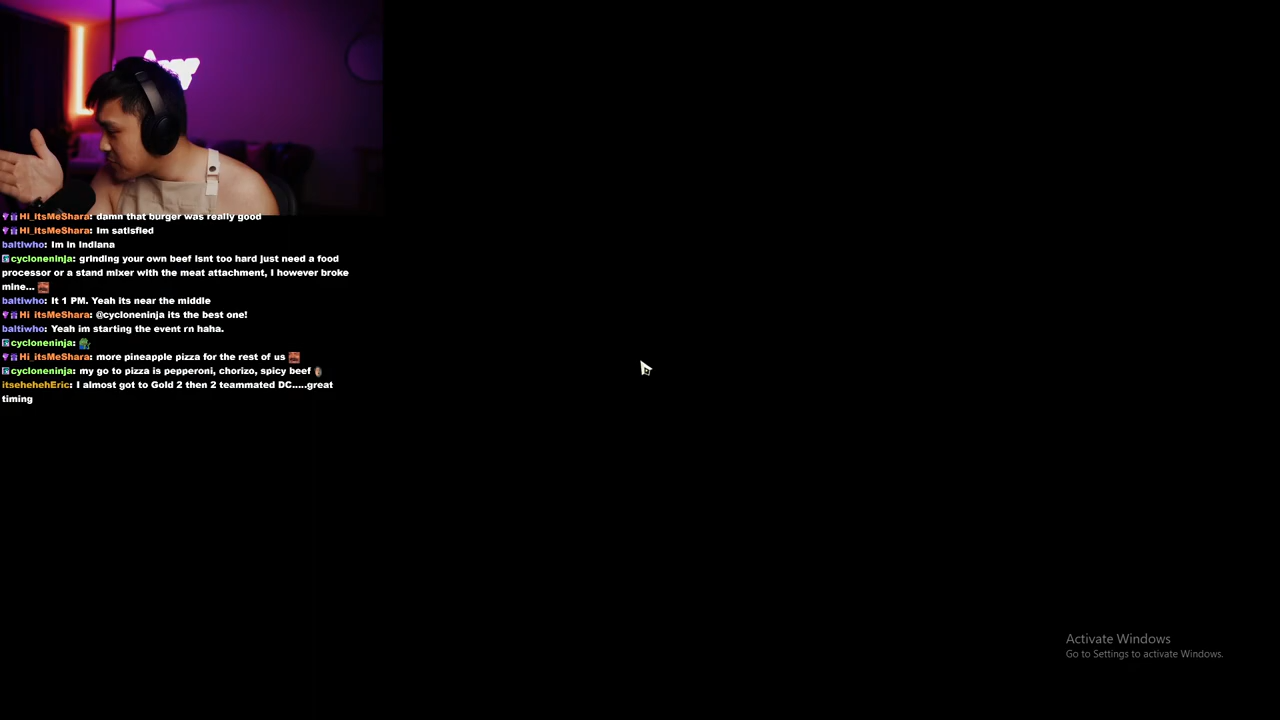 Hi_itsMeShara: damn that burger was really good
Hi_itsMeShara: Im satisfied
baltiwho: Im in Indiana
cycloneninja: grinding your own beef isnt too hard just need a food
processor or a stand mixer with the meat attachment, I however broke
mine...
baltiwho: It 1 PM. Yeah its near the middle
Hi_itsMeShara: @cycloneninja its the best one!
baltiwho: Yeah im starting the event rn haha.
cycloneninja:
Hi_itsMeShara: more pineapple pizza for the rest of us
cycloneninja: my go to pizza is pepperoni, chorizo, spicy beef
itsehehehEric: I almost got to Gold 2 then 2 teammated DC.....great
timing
Activate Windows
Go to Settings to activate Windows.